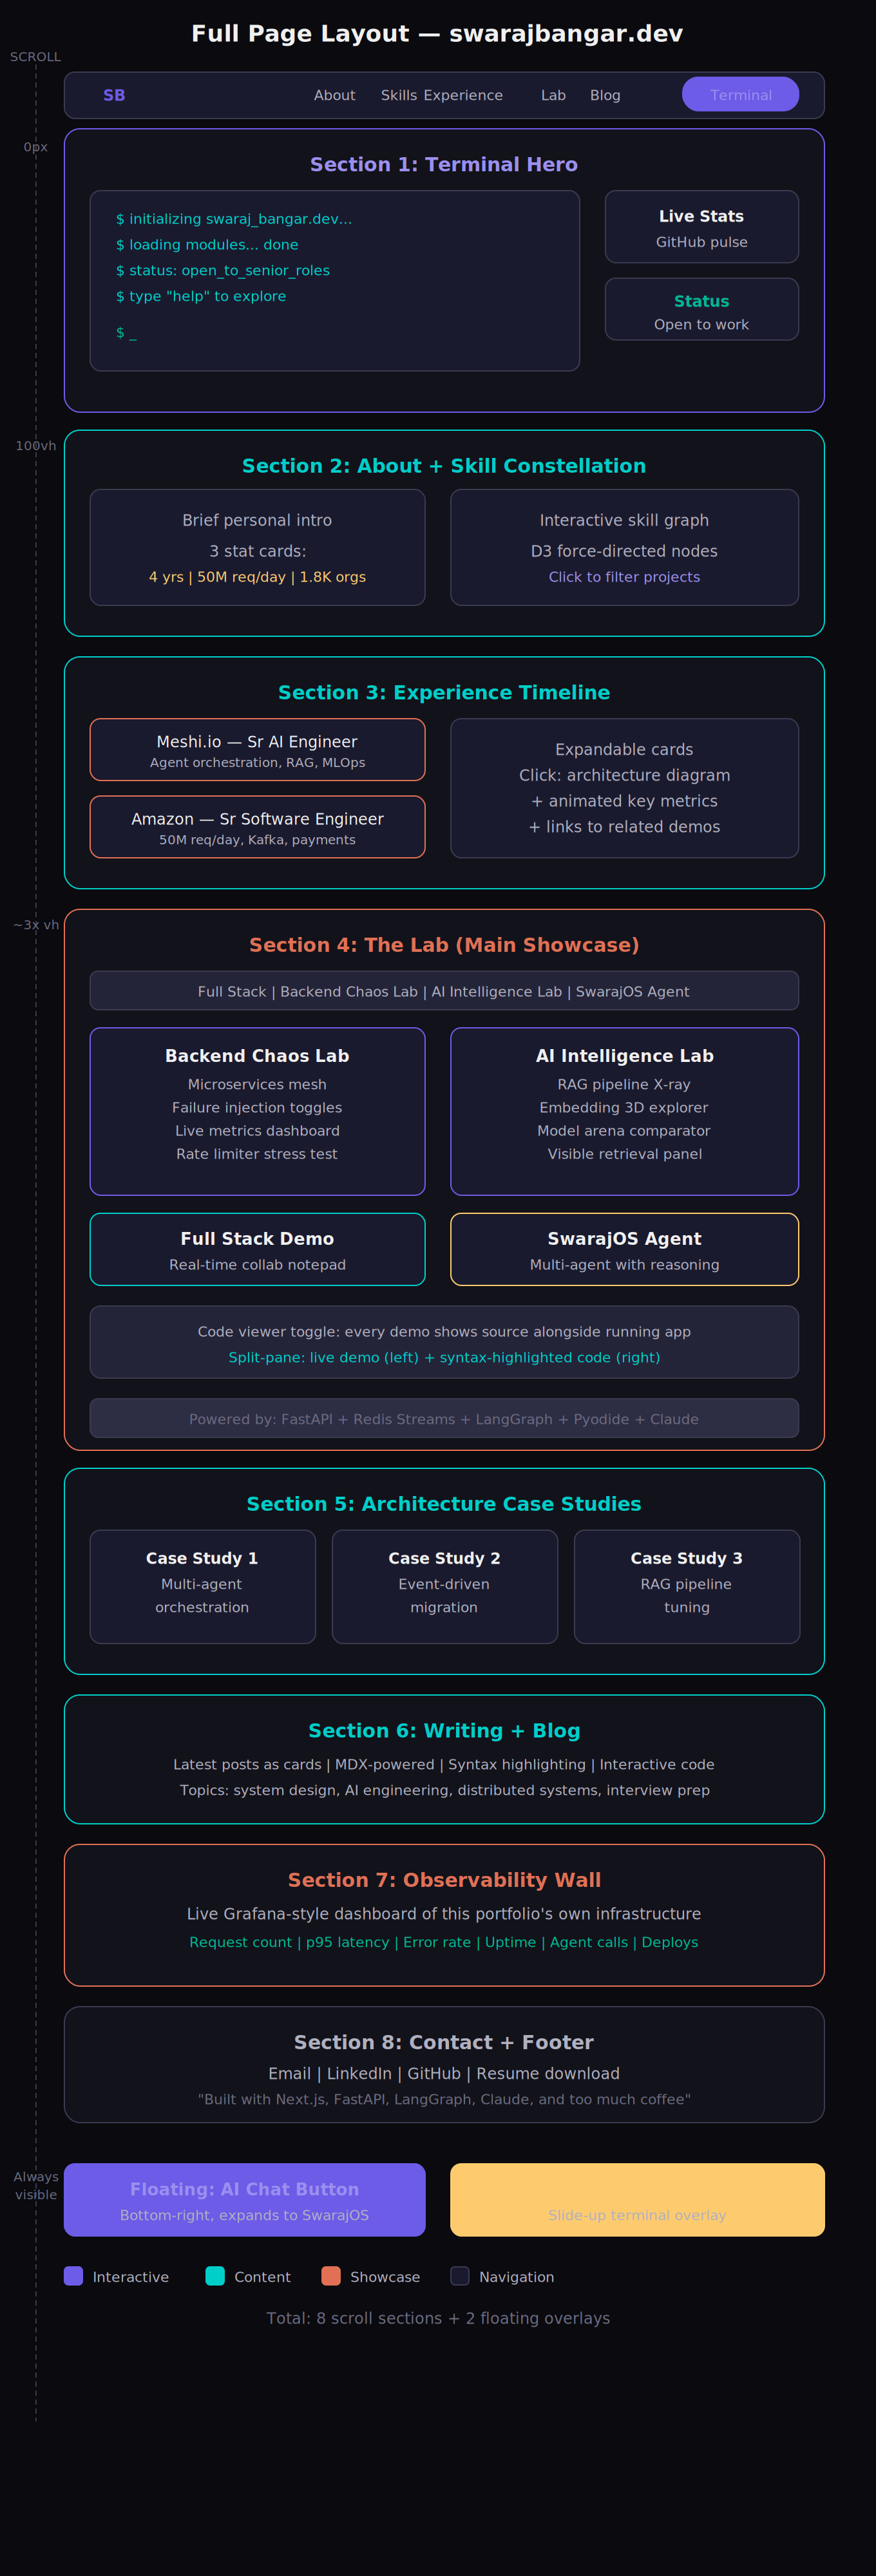 Full Page Layout — swarajbangar.dev
SCROLL
SB
About
Skills
Experience
Lab
Blog
Terminal
0px
Section 1: Terminal Hero
$ initializing swaraj_bangar.dev...
$ loading modules... done
$ status: open_to_senior_roles
$ type "help" to explore
$ _
Live Stats
GitHub pulse
Status
Open to work
100vh
Section 2: About + Skill Constellation
Brief personal intro
3 stat cards:
4 yrs | 50M req/day | 1.8K orgs
Interactive skill graph
D3 force-directed nodes
Click to filter projects
Section 3: Experience Timeline
Meshi.io — Sr AI Engineer
Agent orchestration, RAG, MLOps
Amazon — Sr Software Engineer
50M req/day, Kafka, payments
Expandable cards
Click: architecture diagram
+ animated key metrics
+ links to related demos
~3x vh
Section 4: The Lab (Main Showcase)
Full Stack | Backend Chaos Lab | AI Intelligence Lab | SwarajOS Agent
Backend Chaos Lab
Microservices mesh
Failure injection toggles
Live metrics dashboard
Rate limiter stress test
AI Intelligence Lab
RAG pipeline X-ray
Embedding 3D explorer
Model arena comparator
Visible retrieval panel
Full Stack Demo
Real-time collab notepad
SwarajOS Agent
Multi-agent with reasoning
Code viewer toggle: every demo shows source alongside running app
Split-pane: live demo (left) + syntax-highlighted code (right)
Powered by: FastAPI + Redis Streams + LangGraph + Pyodide + Claude
Section 5: Architecture Case Studies
Case Study 1
Multi-agent
orchestration
Case Study 2
Event-driven
migration
Case Study 3
RAG pipeline
tuning
Section 6: Writing + Blog
Latest posts as cards | MDX-powered | Syntax highlighting | Interactive code
Topics: system design, AI engineering, distributed systems, interview prep
Section 7: Observability Wall
Live Grafana-style dashboard of this portfolio's own infrastructure
Request count | p95 latency | Error rate | Uptime | Agent calls | Deploys
Section 8: Contact + Footer
Email | LinkedIn | GitHub | Resume download
"Built with Next.js, FastAPI, LangGraph, Claude, and too much coffee"
Always
visible
Floating: AI Chat Button
Bottom-right, expands to SwarajOS
Slide-up terminal overlay
Interactive
Content
Showcase
Navigation
Total: 8 scroll sections + 2 floating overlays